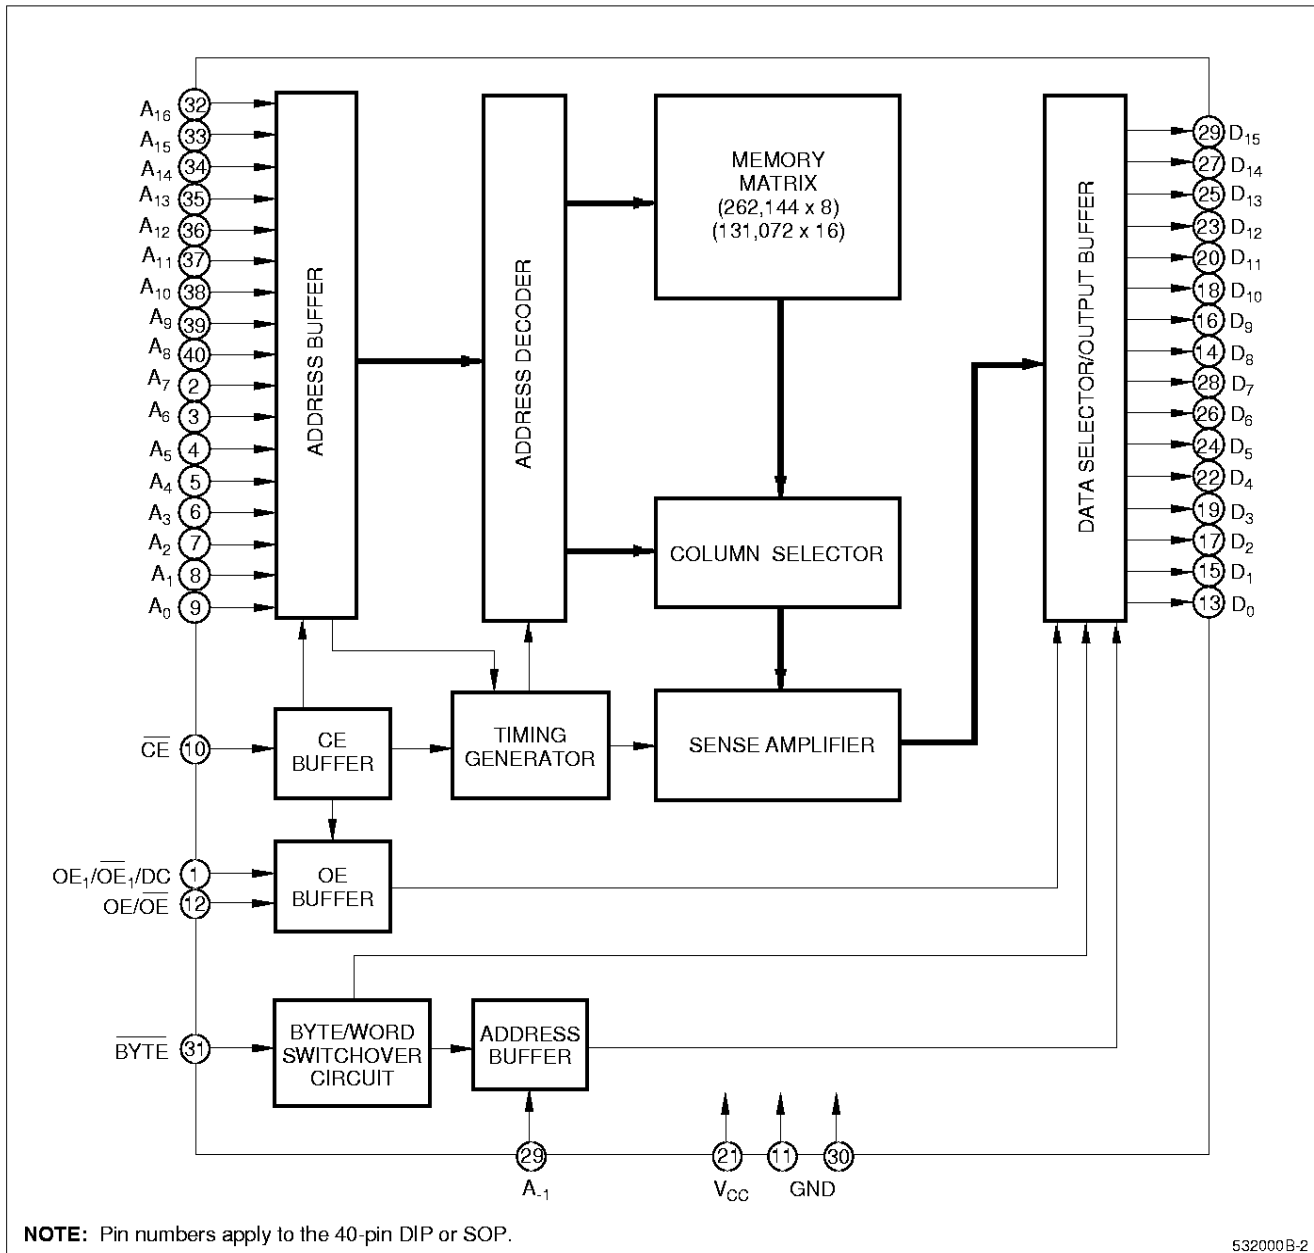 A16 32
A15 33
A14 34
A13 35
A12 36
A11 37
A10 38
A9 39
A8 40
A7 2
A6 3
A5 4
A4 5
A3 6
A2 7
A1 8
A0 9
ADDRESS BUFFER
ADDRESS DECODER
MEMORY
MATRIX
(262,144 x 8)
(131,072 x 16)
COLUMN SELECTOR
DATA SELECTOR/OUTPUT BUFFER
29 D15
27 D14
25 D13
23 D12
20 D11
18 D10
16 D9
14 D8
28 D7
26 D6
24 D5
22 D4
19 D3
17 D2
15 D1
13 D0
C̅E̅ 10
CE
BUFFER
TIMING
GENERATOR
SENSE AMPLIFIER
OE1/O̅E̅1/DC 1
OE/O̅E̅ 12
OE
BUFFER
B̅Y̅T̅E̅ 31
BYTE/WORD
SWITCHOVER
CIRCUIT
ADDRESS
BUFFER
29 21 11 30
A-1 VCC GND
NOTE: Pin numbers apply to the 40-pin DIP or SOP.
532000B-2